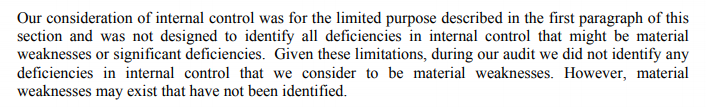 Our consideration of internal control was for the limited purpose described in the first paragraph of this
section and was not designed to identify all deficiencies in internal control that might be material
weaknesses or significant deficiencies.  Given these limitations, during our audit we did not identify any
deficiencies in internal control that we consider to be material weaknesses. However, material
weaknesses may exist that have not been identified.